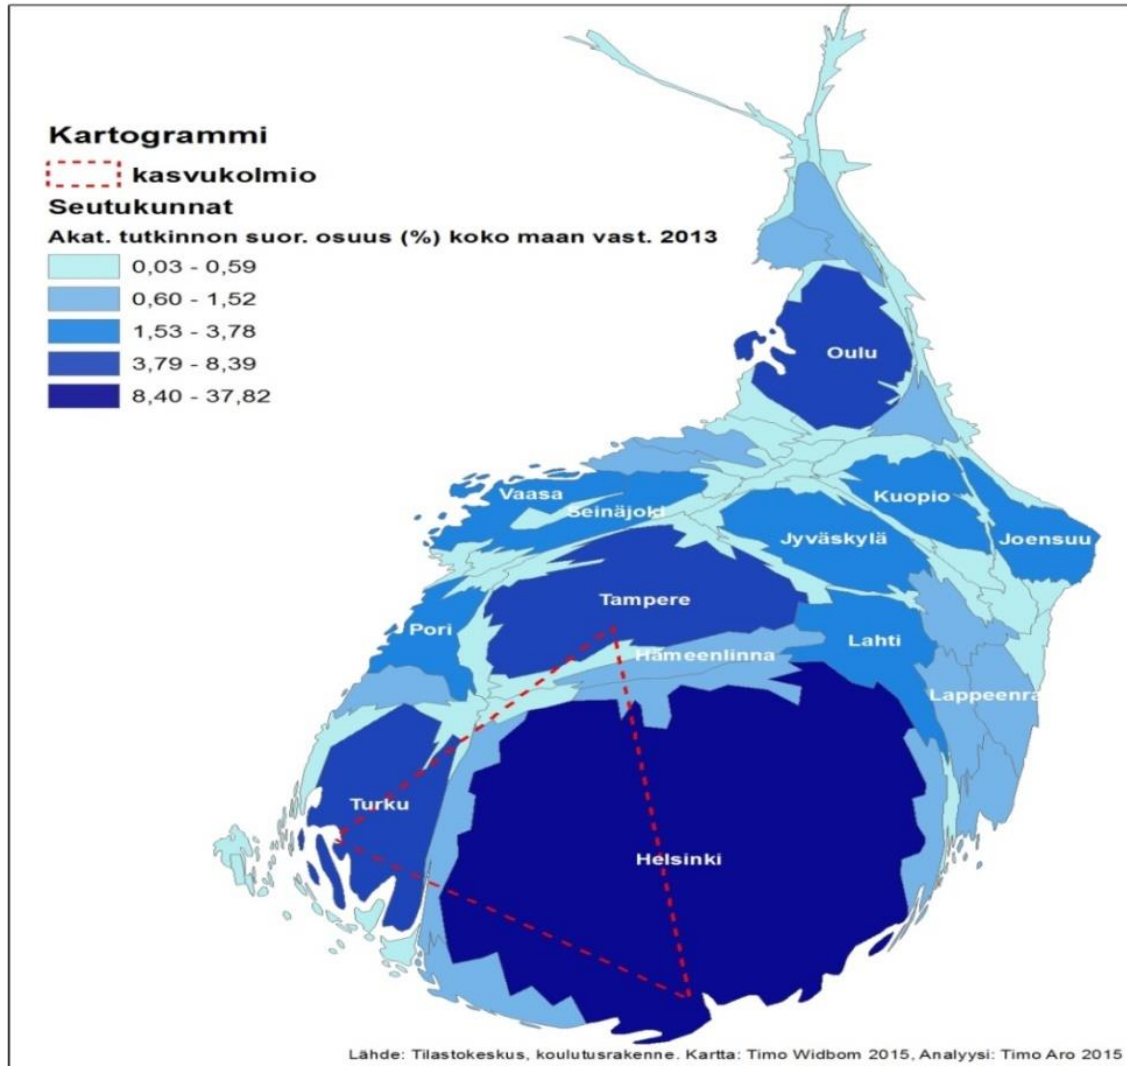 Kartogrammi
kasvukolmio
Seutukunnat
Akat. tutkinnon suor. osuus (%) koko maan vast. 2013
0,03 - 0,59
0,60 - 1,52
1,53 - 3,78
3,79 - 8,39
8,40 - 37,82
Oulu
Vaasa
Seinäjoki
Kuopio
Jyväskylä
Joensuu
Tampere
Pori
Hämeenlinna
Lahti
Lappeenra
Turku
Helsinki
Lähde: Tilastokeskus, koulutusrakenne. Kartta: Timo Widbom 2015, Analyysi: Timo Aro 2015